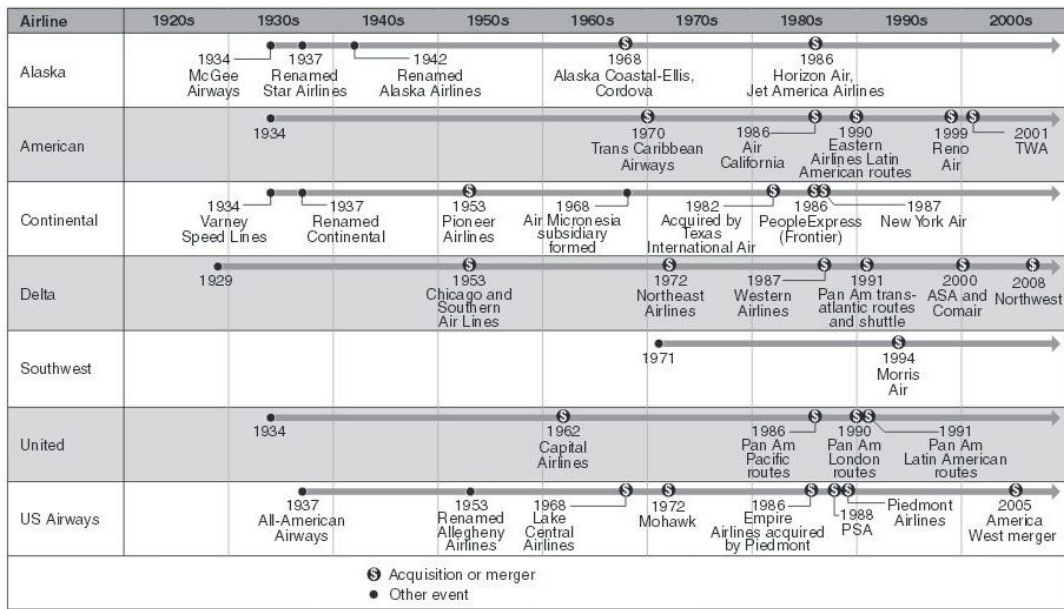 Airline 1920s 1930s 1940s 1950s 1960s 1970s 1980s 1990s 2000s
Alaska
1934
McGee
Airways
1937
Renamed
Star Airlines
1942
Renamed
Alaska Airlines
1968
Alaska Coastal-Ellis,
Cordova
1986
Horizon Air,
Jet America Airlines
American
1934
1970
Trans Caribbean
Airways
1986
Air
California
1990
Eastern
Airlines Latin
American routes
1999
Reno
Air
2001
TWA
Continental
1934
Varney
Speed Lines
1937
Renamed
Continental
1953
Pioneer
Airlines
1968
Air Micronesia
subsidiary
formed
1982
Acquired by
Texas
International Air
1986
PeopleExpress
(Frontier)
1987
New York Air
Delta
1929
1953
Chicago and
Southern
Air Lines
1972
Northeast
Airlines
1987
Western
Airlines
1991
Pan Am trans-
atlantic routes
and shuttle
2000
ASA and
Comair
2008
Northwest
Southwest
1971
1994
Morris
Air
United
1934
1962
Capital
Airlines
1986
Pan Am
Pacific
routes
1990
Pan Am
London
routes
1991
Pan Am
Latin American
routes
US Airways
1937
All-American
Airways
1953
Renamed
Allegheny
Airlines
1968
Lake
Central
Airlines
1972
Mohawk
1986
Empire
Airlines acquired
by Piedmont
1988
PSA
Piedmont
Airlines
2005
America
West merger
$ Acquisition or merger
Other event